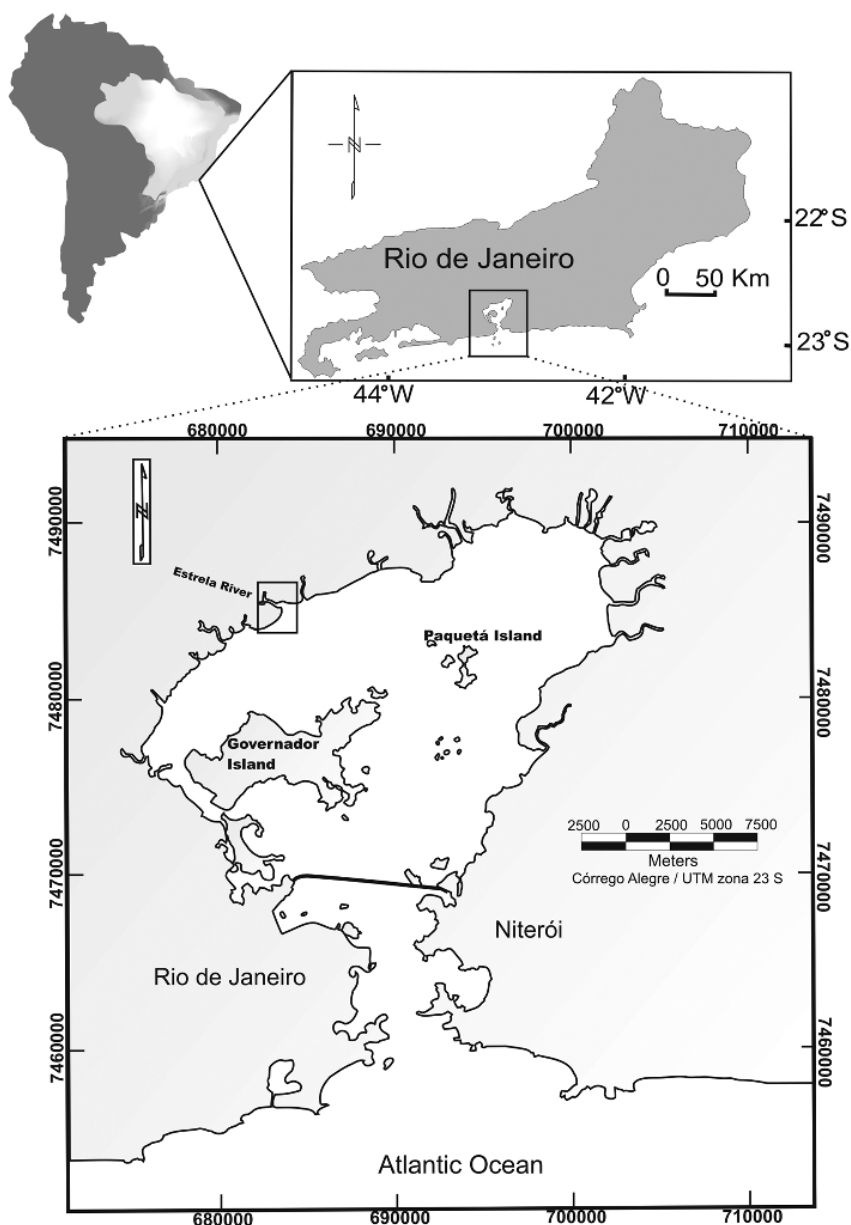 N
22°S
Rio de Janeiro
0 50 Km
23°S
44°W 42°W
680000 690000 700000 710000
N
7490000 7490000
Estrela River
Paquetá Island
7480000 7480000
Governador
Island
2500 0 2500 5000 7500
Meters
7470000 7470000
Córrego Alegre / UTM zona 23 S
Niterói
Rio de Janeiro
7460000 7460000
Atlantic Ocean
680000 690000 700000 710000